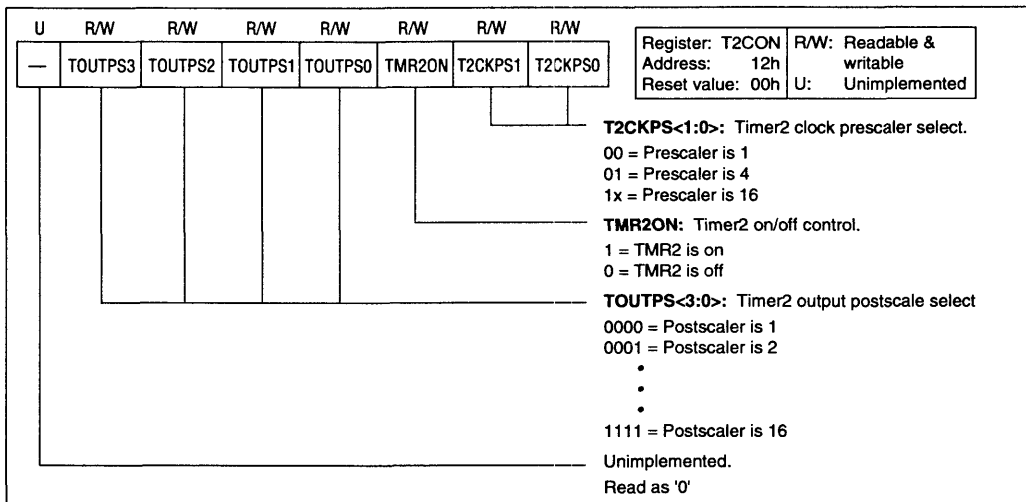 U R/W R/W R/W R/W R/W R/W R/W
— TOUTPS3 TOUTPS2 TOUTPS1 TOUTPS0 TMR2ON T2CKPS1 T2CKPS0
Register: T2CON R/W: Readable &
Address: 12h writable
Reset value: 00h U: Unimplemented
T2CKPS<1:0>: Timer2 clock prescaler select.
00 = Prescaler is 1
01 = Prescaler is 4
1x = Prescaler is 16
TMR2ON: Timer2 on/off control.
1 = TMR2 is on
0 = TMR2 is off
TOUTPS<3:0>: Timer2 output postscale select
0000 = Postscaler is 1
0001 = Postscaler is 2
•
•
•
1111 = Postscaler is 16
Unimplemented.
Read as '0'